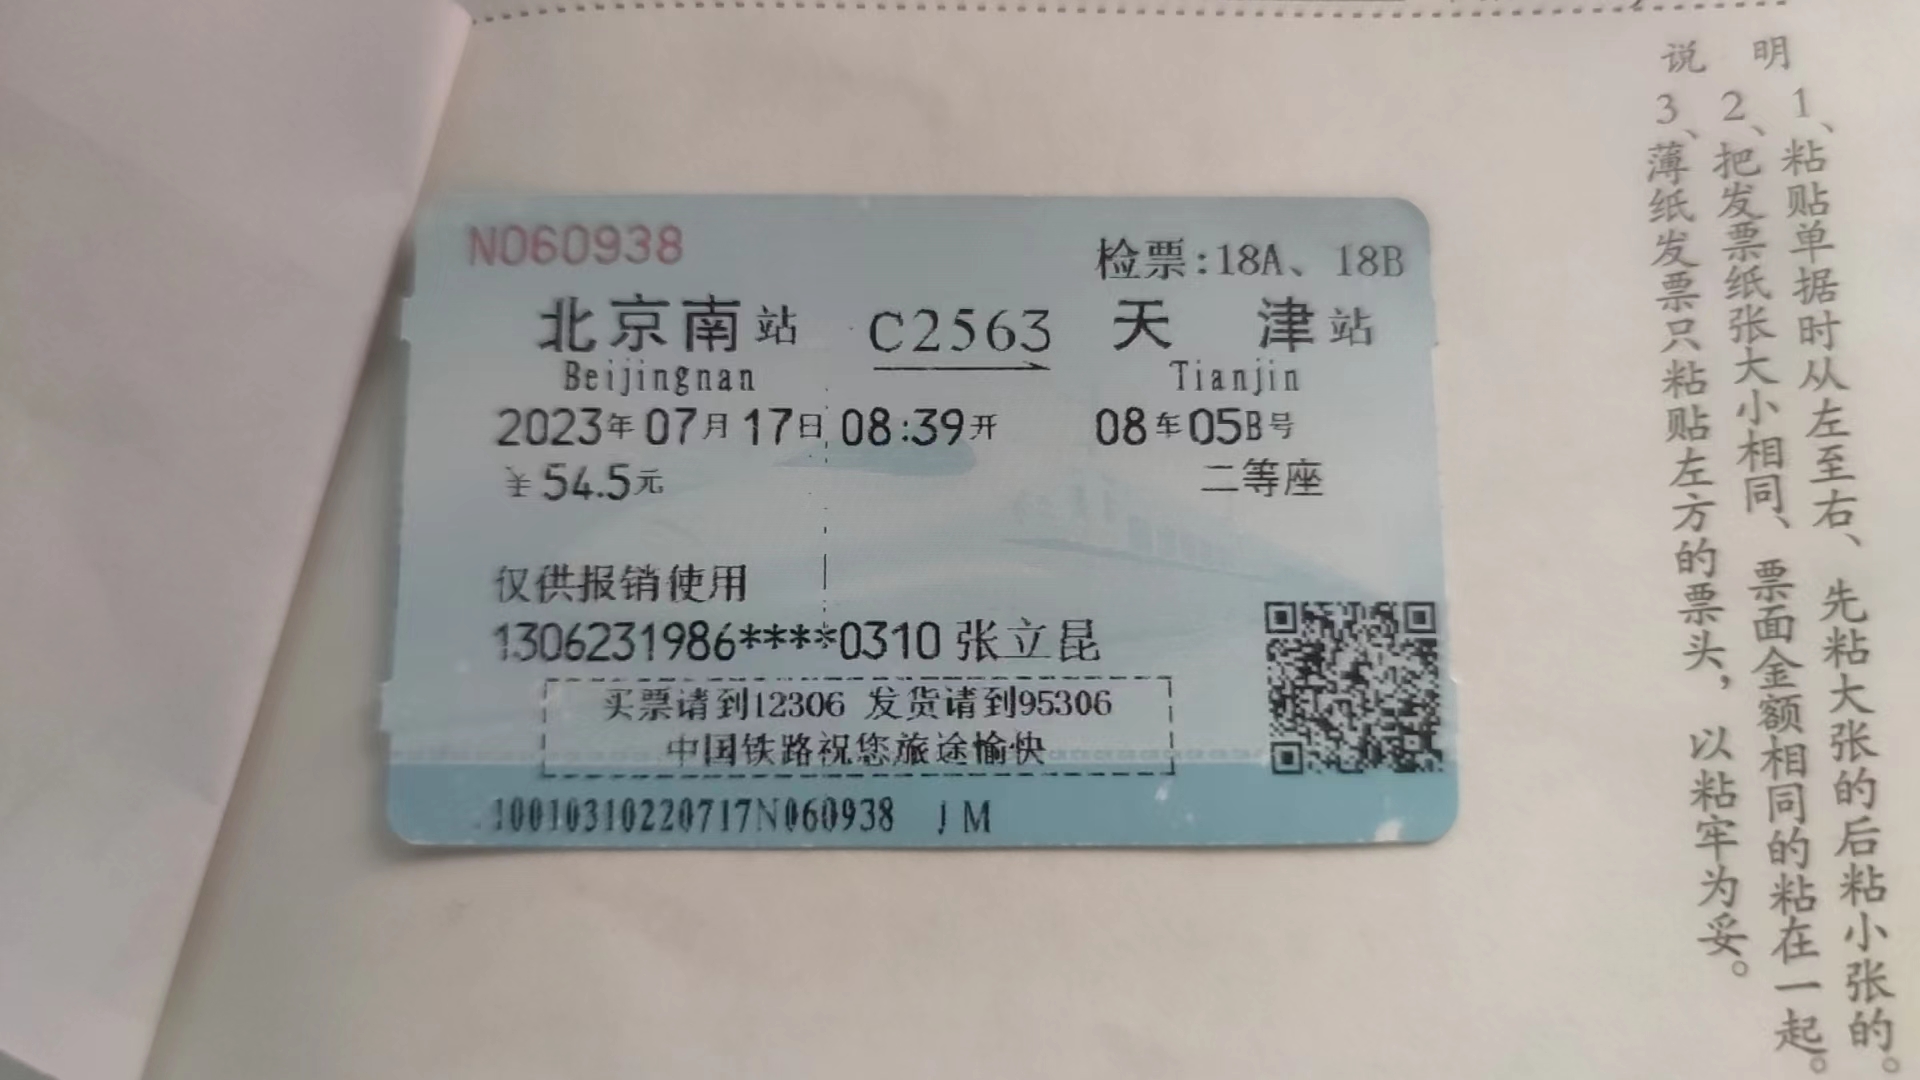 N060938
检票:18A、18B
北京南站 C2563 天津站
Beijingnan Tianjin
2023年07月17日 08:39开 08车05B号
¥54.5元 二等座
仅供报销使用
1306231986****0310 张立昆
买票请到12306 发货请到95306
中国铁路祝您旅途愉快
10010310220717N060938 JM
说明
1、粘贴单据时从左至右、先粘大张的后粘小张的。
2、把发票纸张大小相同、票面金额相同的粘在一起。
3、薄纸发票只粘贴左方的票头，以粘牢为妥。